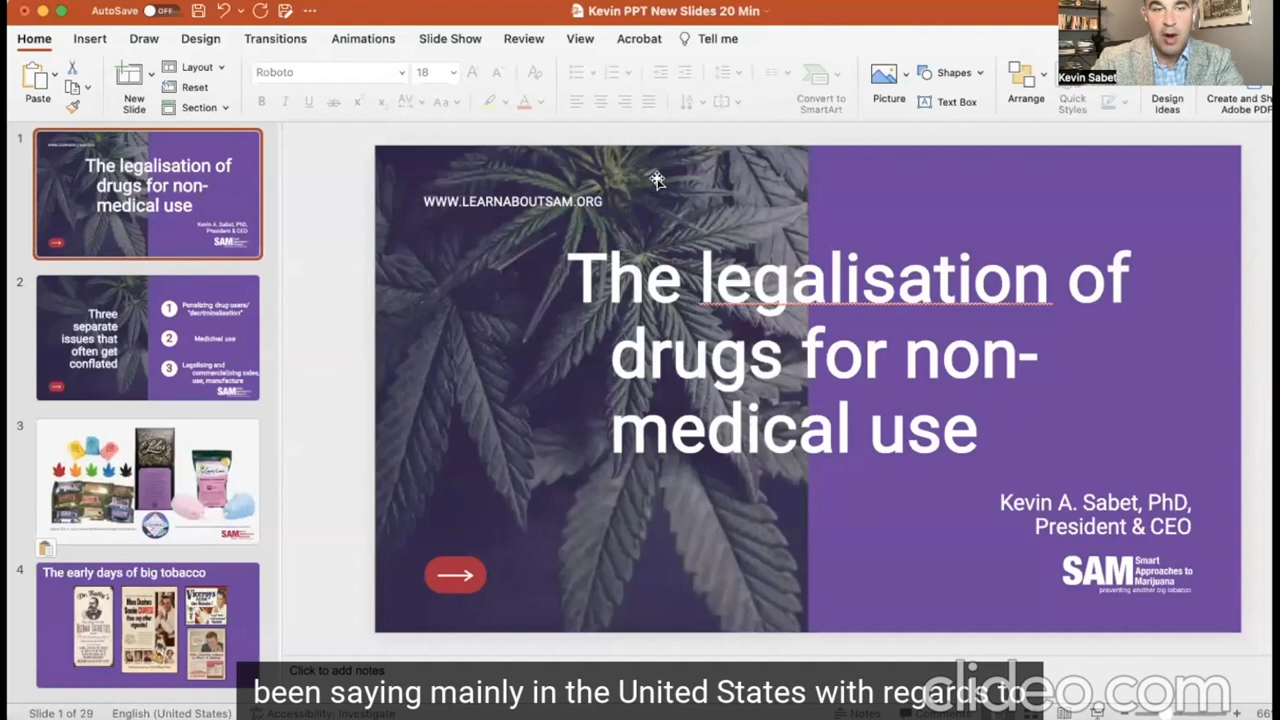 AutoSave OFF
Kevin PPT New Slides 20 Min
Home Insert Draw Design Transitions Animations Slide Show Review View Acrobat Tell me
Paste
New
Slide
Layout
Reset
Section
Roboto
18
Convert to
SmartArt
Picture
Shapes
Text Box
Arrange
Quick
Styles
Design
Ideas
Create and Sh
Adobe PDF
Kevin Sabet
1
The legalisation of
drugs for non-
medical use
Kevin A. Sabet, PhD,
President & CEO
SAM
2
Three
separate
issues that
often get
conflated
1
Penalizing drug users/
"decriminalisation"
2
Medicinal use
3
Legalising and
commercialising sales,
use, manufacture
SAM
3
SAM
4
The early days of big tobacco
WWW.LEARNABOUTSAM.ORG
The legalisation of
drugs for non-
medical use
Kevin A. Sabet, PhD,
President & CEO
SAM Smart
Approaches to
Marijuana
preventing another big tobacco
Click to add notes
been saying mainly in the United States with regards to
clideo.com
Slide 1 of 29
English (United States)
Accessibility: Investigate
Notes
Comments